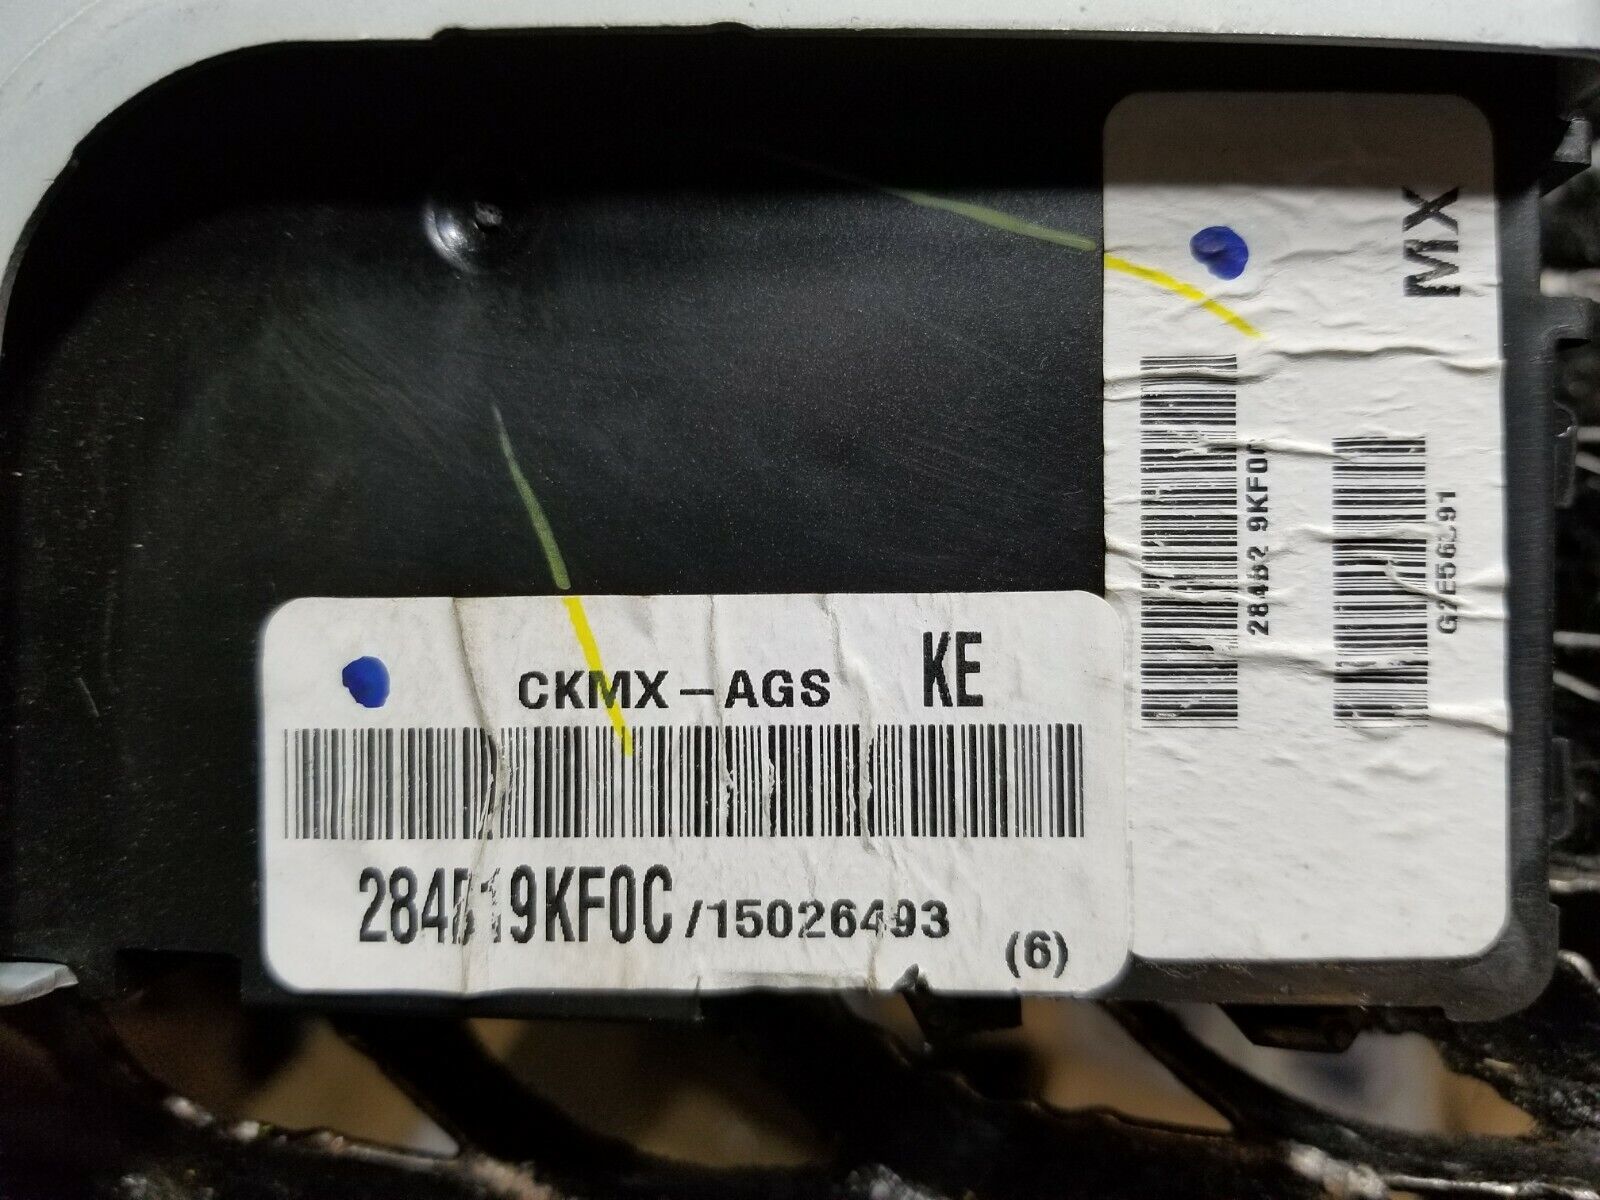 MX
284B2 9KF0C
CKMX-AGS KE
284B19KF0C/15026493
(6)